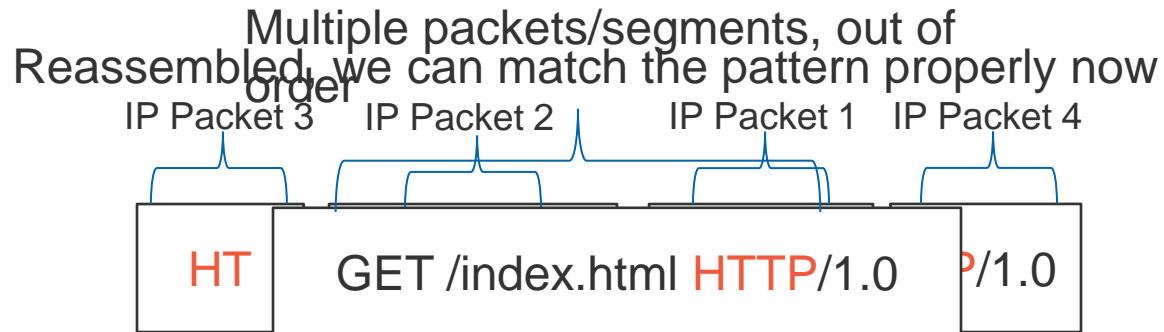 Multiple packets/segments, out of
order
Reassembled, we can match the pattern properly now
IP Packet 3 IP Packet 2 IP Packet 1 IP Packet 4
HT GET /index.html HTTP/1.0 P/1.0